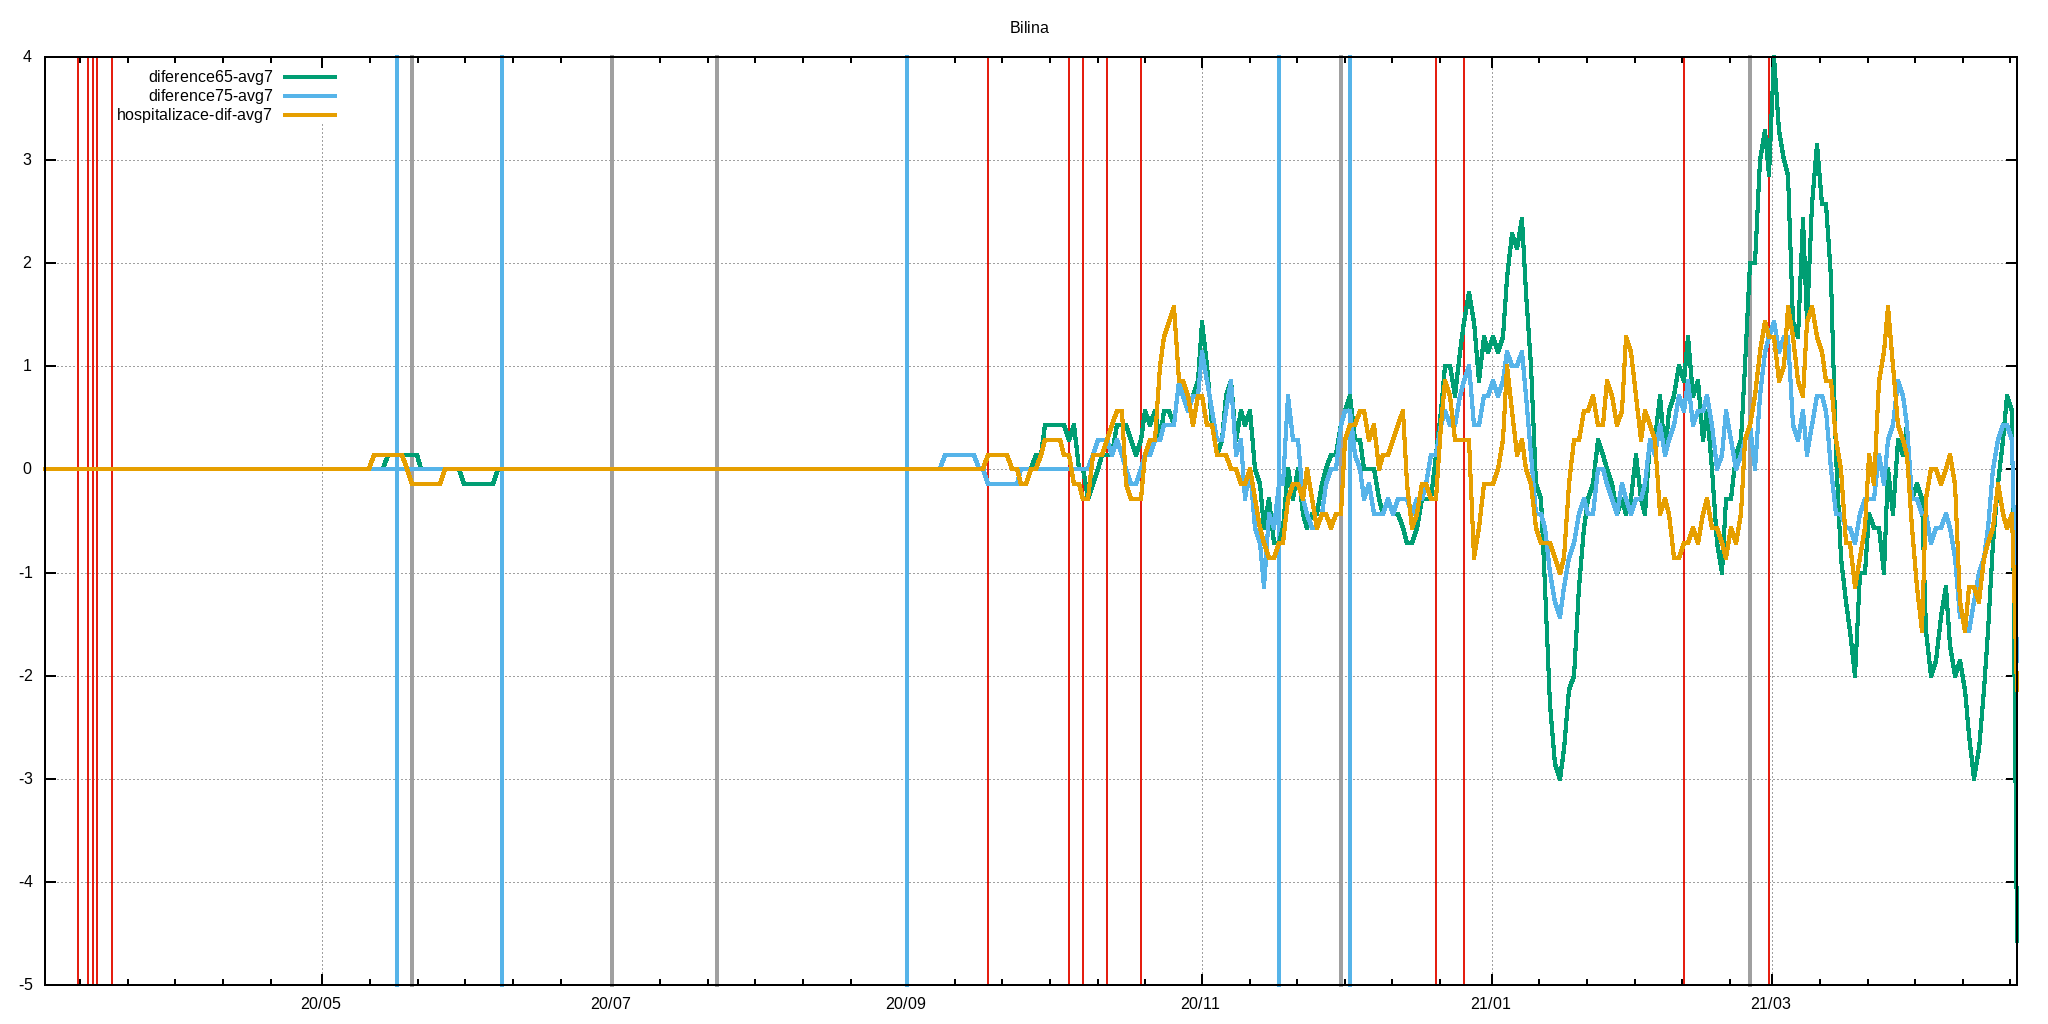 Bilina
diference65-avg7
diference75-avg7
hospitalizace-dif-avg7
4
3
2
1
0
-1
-2
-3
-4
-5
20/05 20/07 20/09 20/11 21/01 21/03